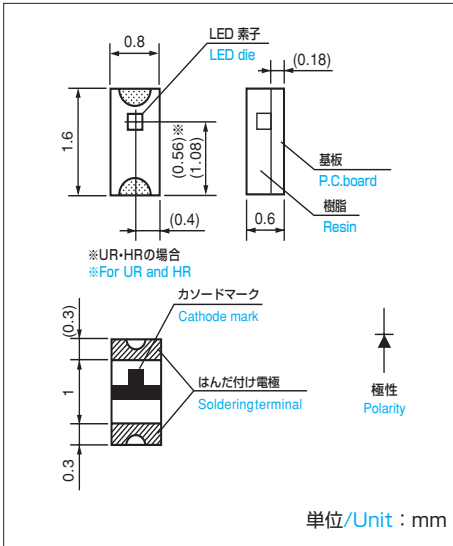 LED 素子
LED die
0.8
(0.18)
1.6
(0.56)※
(1.08)
基板
P.C.board
樹脂
Resin
(0.4)
0.6
※UR・HRの場合
※For UR and HR
カソードマーク
Cathode mark
(0.3)
1
0.3
はんだ付け電極
Solderingterminal
極性
Polarity
単位/Unit：mm